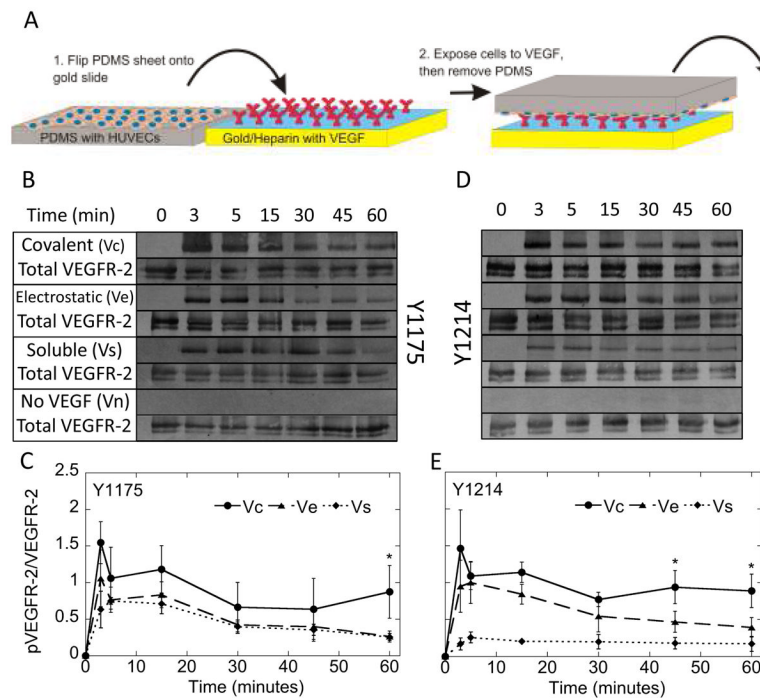 A
1. Flip PDMS sheet onto
gold slide
2. Expose cells to VEGF,
then remove PDMS
PDMS with HUVECs
Gold/Heparin with VEGF
B
Time (min) 0 3 5 15 30 45 60
Covalent (Vc)
Total VEGFR-2
Electrostatic (Ve)
Total VEGFR-2
Soluble (Vs)
Total VEGFR-2
No VEGF (Vn)
Total VEGFR-2
Y1175
D
0 3 5 15 30 45 60
Y1214
C
Y1175
Vc Ve Vs
*
pVEGFR-2/VEGFR-2
2.5
2
1.5
1
0.5
0
0 10 20 30 40 50 60
Time (minutes)
E
Y1214
Vc Ve Vs
* *
0 10 20 30 40 50 60
Time (minutes)